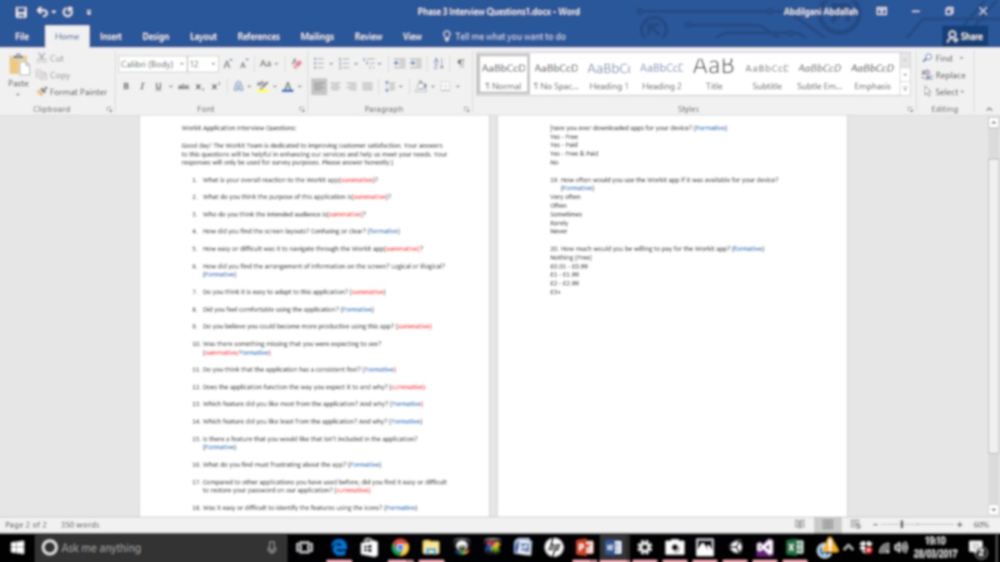 Phase 3 Interview Questions1.docx - Word
Abdilgani Abdallah
File Home Insert Design Layout References Mailings Review View Tell me what you want to do
Share
Cut
Copy
Paste
Format Painter
Calibri (Body) 12
AaBbCcD AaBbCcD AaBbCc AaBbCcC AaB AaBbCcC AaBbCcD AaBbCcD
¶ Normal ¶ No Spac... Heading 1 Heading 2 Title Subtitle Subtle Em... Emphasis
Find
Replace
Select
Clipboard Font Paragraph Styles Editing
WorkIt Application Interview Questions:
Good day! The WorkIt Team is dedicated to improving customer satisfaction. Your answers
to this questions will be helpful in enhancing our services and help us meet your needs. Your
responses will only be used for survey purposes. Please answer honestly:)
1. What is your overall reaction to the WorkIt app(summative)?
2. What do you think the purpose of this application is(summative)?
3. Who do you think the intended audience is(summative)?
4. How did you find the screen layouts? Confusing or clear? (formative)
5. How easy or difficult was it to navigate through the WorkIt app(summative)?
6. How did you find the arrangement of information on the screen? Logical or illogical?
(Formative)
7. Do you think it is easy to adapt to this application? (summative)
8. Did you feel comfortable using the application? (Formative)
9. Do you believe you could become more productive using this app? (summative)
10. Was there something missing that you were expecting to see?
(summative/Formative)
11. Do you think that the application has a consistent feel? (Formative)
12. Does the application function the way you expect it to and why? (summative)
13. Which feature did you like most from the application? And why? (Formative)
14. Which feature did you like least from the application? And why? (Formative)
15. Is there a feature that you would like that isn't included in the application?
(Formative)
16. What do you find must frustrating about the app? (Formative)
17. Compared to other applications you have used before, did you find it easy or difficult
to restore your password on our application? (summative)
18. Was it easy or difficult to identify the features using the icons? (Formative)
Have you ever downloaded apps for your device? (Formative)
Yes - Free
Yes - Paid
Yes - Free & Paid
No
19. How often would you use the WorkIt app if it was available for your device?
(Formative)
Very often
Often
Sometimes
Rarely
Never
20. How much would you be willing to pay for the WorkIt app? (formative)
Nothing (Free)
£0.01 - £0.99
£1 - £1.99
£2 - £2.99
£3+
Page 2 of 2 350 words
60%
Ask me anything
19:10
28/03/2017